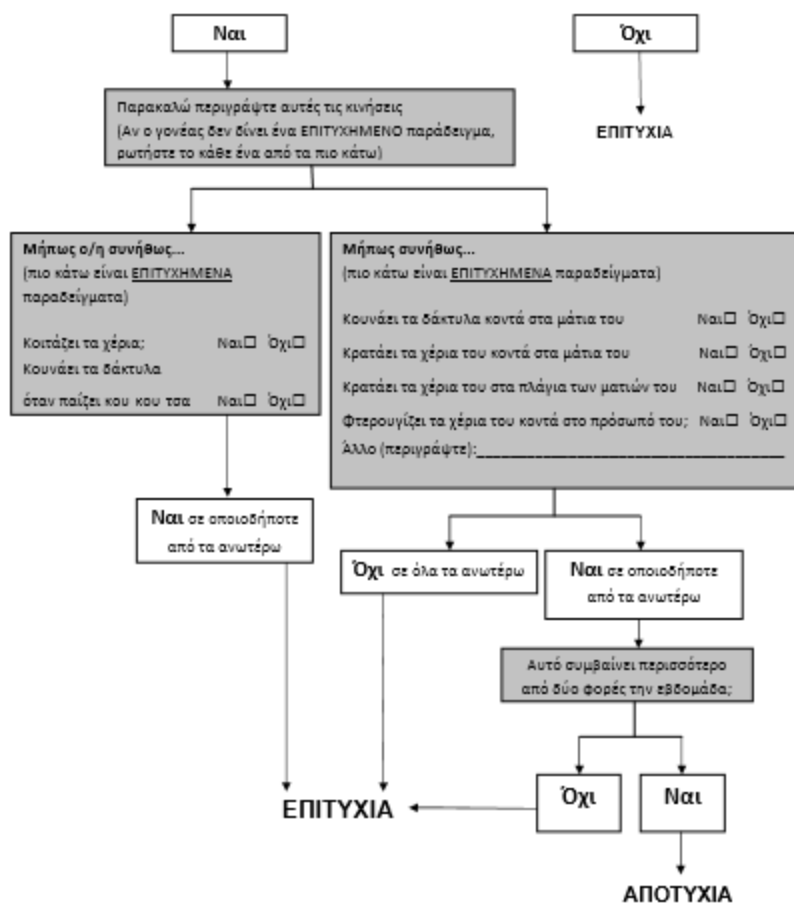 Ναι
Όχι
Παρακαλώ περιγράψτε αυτές τις κινήσεις
(Αν ο γονέας δεν δίνει ένα ΕΠΙΤΥΧΗΜΕΝΟ παράδειγμα,
ρωτήστε το κάθε ένα από τα πιο κάτω)
ΕΠΙΤΥΧΙΑ
Μήπως ο/η συνήθως...
(πιο κάτω είναι ΕΠΙΤΥΧΗΜΕΝΑ
παραδείγματα)
Κοιτάζει τα χέρια; Ναι☐ Όχι☐
Κουνάει τα δάκτυλα
όταν παίζει κου κου τσα Ναι☐ Όχι☐
Μήπως συνήθως...
(πιο κάτω είναι ΕΠΙΤΥΧΗΜΕΝΑ παραδείγματα)
Κουνάει τα δάκτυλα κοντά στα μάτια του Ναι☐ Όχι☐
Κρατάει τα χέρια του κοντά στα μάτια του Ναι☐ Όχι☐
Κρατάει τα χέρια του στα πλάγια των ματιών του Ναι☐ Όχι☐
Φτερουγίζει τα χέρια του κοντά στο πρόσωπό του; Ναι☐ Όχι☐
Άλλο (περιγράψτε):____________________
Ναι σε οποιοδήποτε
από τα ανωτέρω
Όχι σε όλα τα ανωτέρω
Ναι σε οποιοδήποτε
από τα ανωτέρω
Αυτό συμβαίνει περισσότερο
από δύο φορές την εβδομάδα;
ΕΠΙΤΥΧΙΑ
Όχι
Ναι
ΑΠΟΤΥΧΙΑ